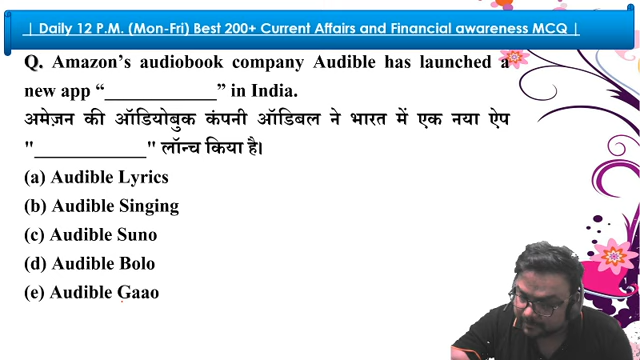 | Daily 12 P.M. (Mon-Fri) Best 200+ Current Affairs and Financial awareness MCQ |
Q. Amazon's audiobook company Audible has launched a
new app "____________" in India.
अमेज़न की ऑडियोबुक कंपनी ऑडिबल ने भारत में एक नया ऐप
"____________" लॉन्च किया है।
(a) Audible Lyrics
(b) Audible Singing
(c) Audible Suno
(d) Audible Bolo
(e) Audible Gaao